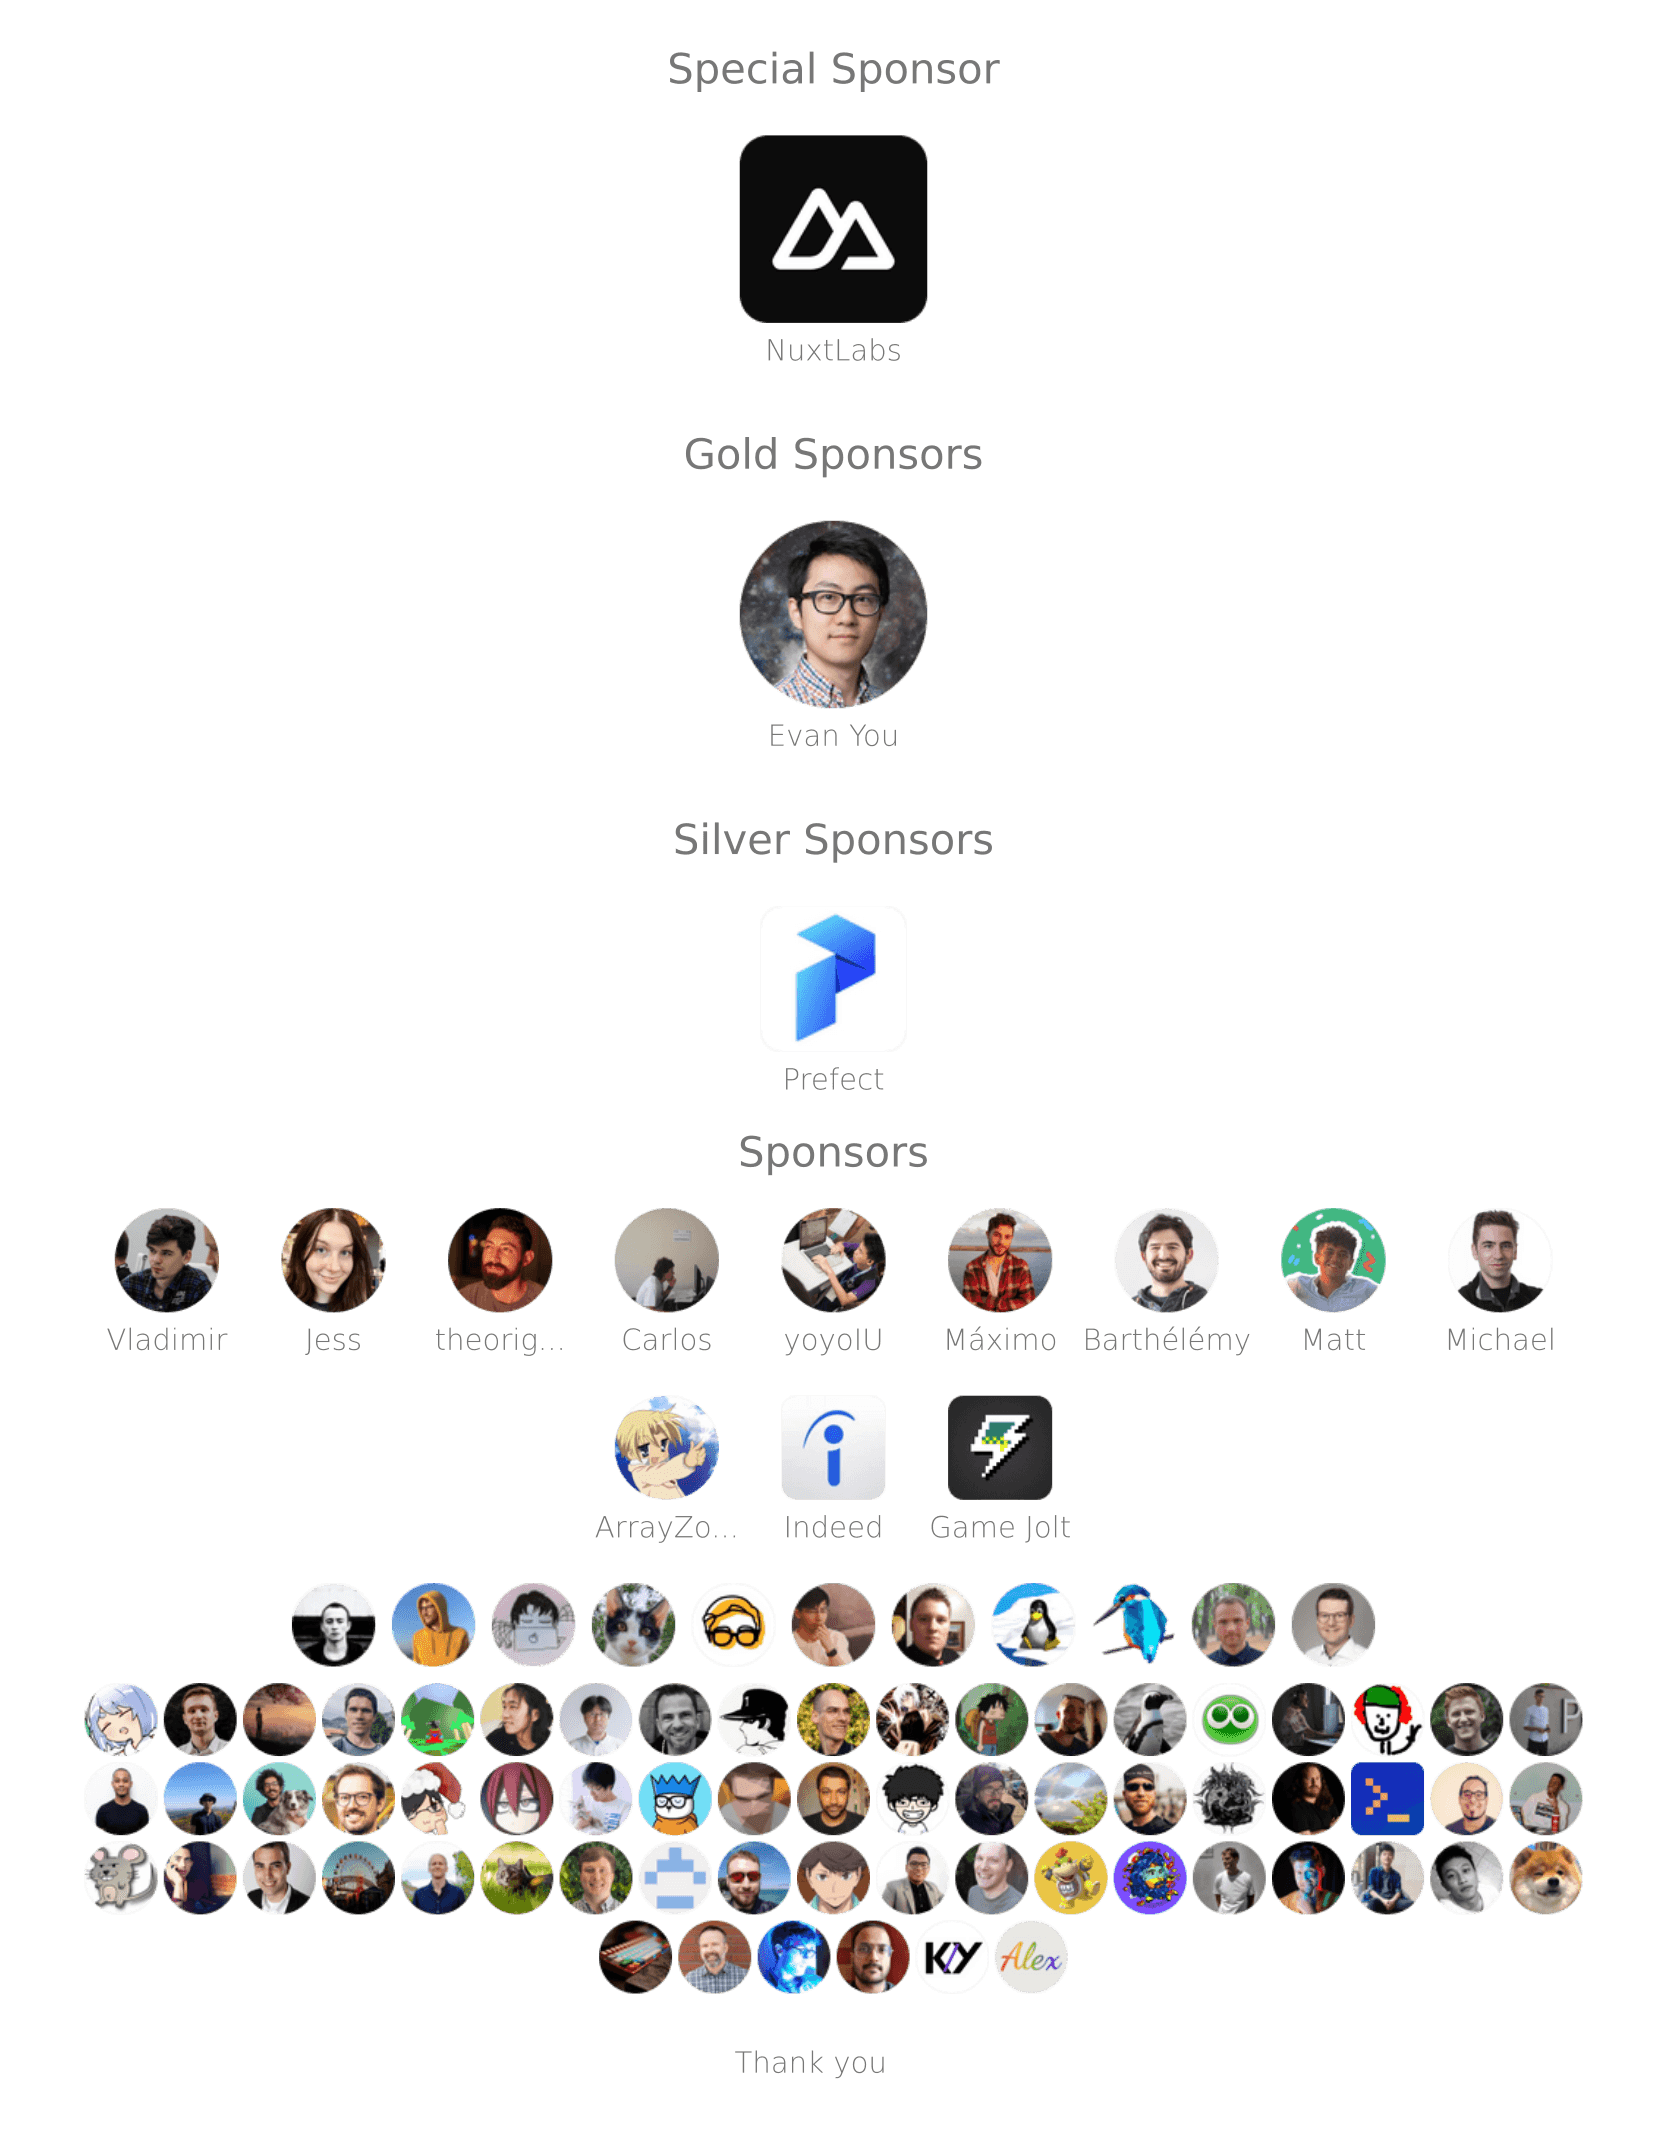 Special Sponsor
NuxtLabs
Gold Sponsors
Evan You
Silver Sponsors
Prefect
Sponsors
Vladimir Jess theorig... Carlos yoyoIU Máximo Barthélémy Matt Michael
ArrayZo... Indeed Game Jolt
K/Y Alex
Thank you